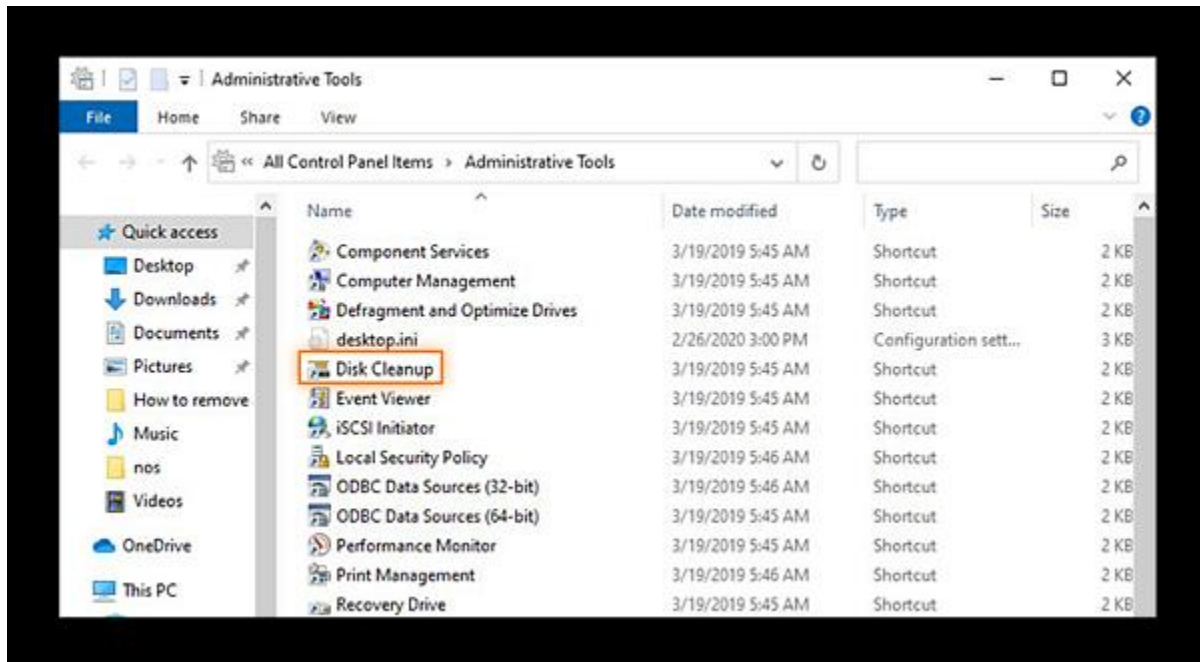 Administrative Tools
File Home Share View
« All Control Panel Items › Administrative Tools
Name Date modified Type Size
Quick access
Desktop
Downloads
Documents
Pictures
How to remove
Music
nos
Videos
OneDrive
This PC
Component Services 3/19/2019 5:45 AM Shortcut 2 KB
Computer Management 3/19/2019 5:45 AM Shortcut 2 KB
Defragment and Optimize Drives 3/19/2019 5:45 AM Shortcut 2 KB
desktop.ini 2/26/2020 3:00 PM Configuration sett... 3 KB
Disk Cleanup 3/19/2019 5:45 AM Shortcut 2 KB
Event Viewer 3/19/2019 5:45 AM Shortcut 2 KB
iSCSI Initiator 3/19/2019 5:45 AM Shortcut 2 KB
Local Security Policy 3/19/2019 5:46 AM Shortcut 2 KB
ODBC Data Sources (32-bit) 3/19/2019 5:46 AM Shortcut 2 KB
ODBC Data Sources (64-bit) 3/19/2019 5:45 AM Shortcut 2 KB
Performance Monitor 3/19/2019 5:45 AM Shortcut 2 KB
Print Management 3/19/2019 5:46 AM Shortcut 2 KB
Recovery Drive 3/19/2019 5:45 AM Shortcut 2 KB